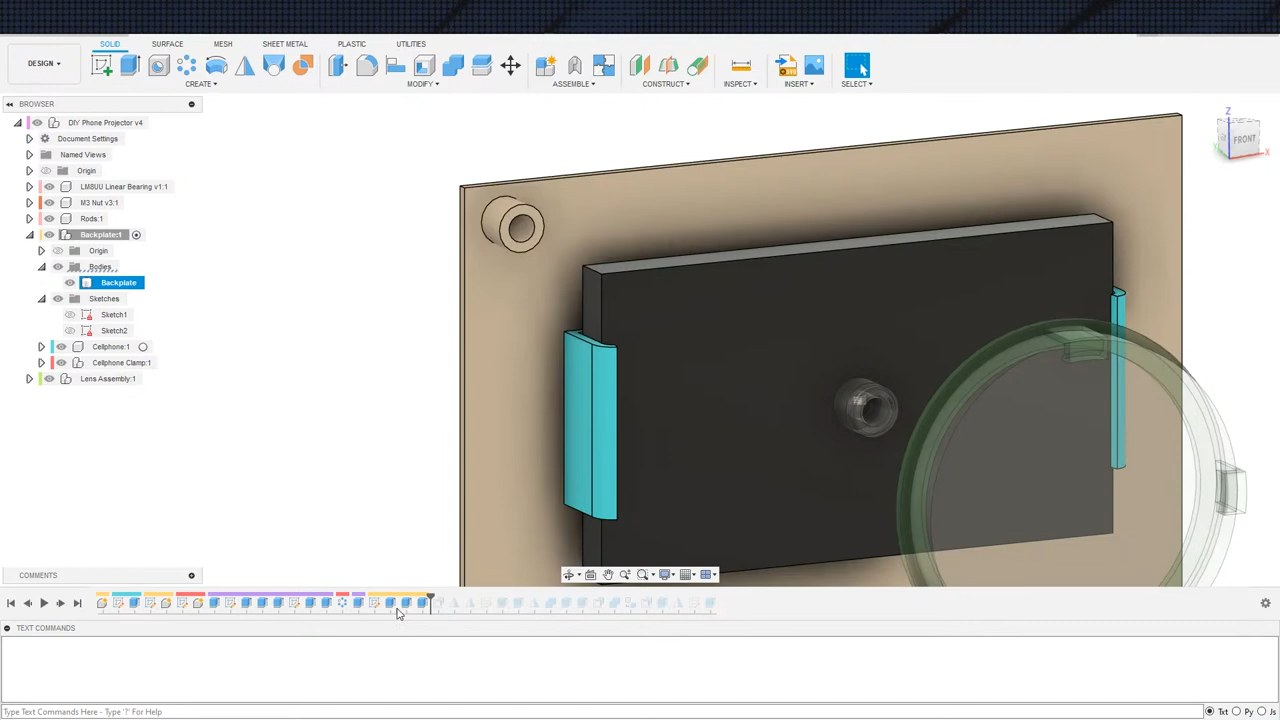 SOLID SURFACE MESH SHEET METAL PLASTIC UTILITIES
DESIGN
CREATE MODIFY ASSEMBLE CONSTRUCT INSPECT INSERT SELECT
BROWSER
DIY Phone Projector v4
Document Settings
Named Views
Origin
LM8UU Linear Bearing v1:1
M3 Nut v3:1
Rods:1
Backplate:1
Origin
Bodies
Backplate
Sketches
Sketch1
Sketch2
Cellphone:1
Cellphone Clamp:1
Lens Assembly:1
Z
FRONT
X
COMMENTS
TEXT COMMANDS
Type Text Commands Here - Type '?' For Help
Txt Py Js